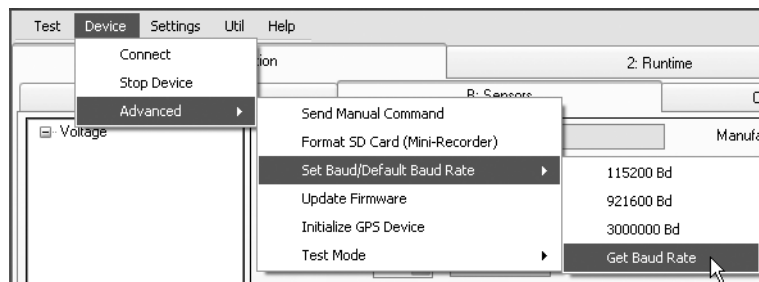 Test Device Settings Util Help
Connect
Stop Device
Advanced
2: Runtime
B: Sensors
Voltage
Send Manual Command
Format SD Card (Mini-Recorder)
Set Baud/Default Baud Rate
Update Firmware
Initialize GPS Device
Test Mode
115200 Bd
921600 Bd
3000000 Bd
Get Baud Rate